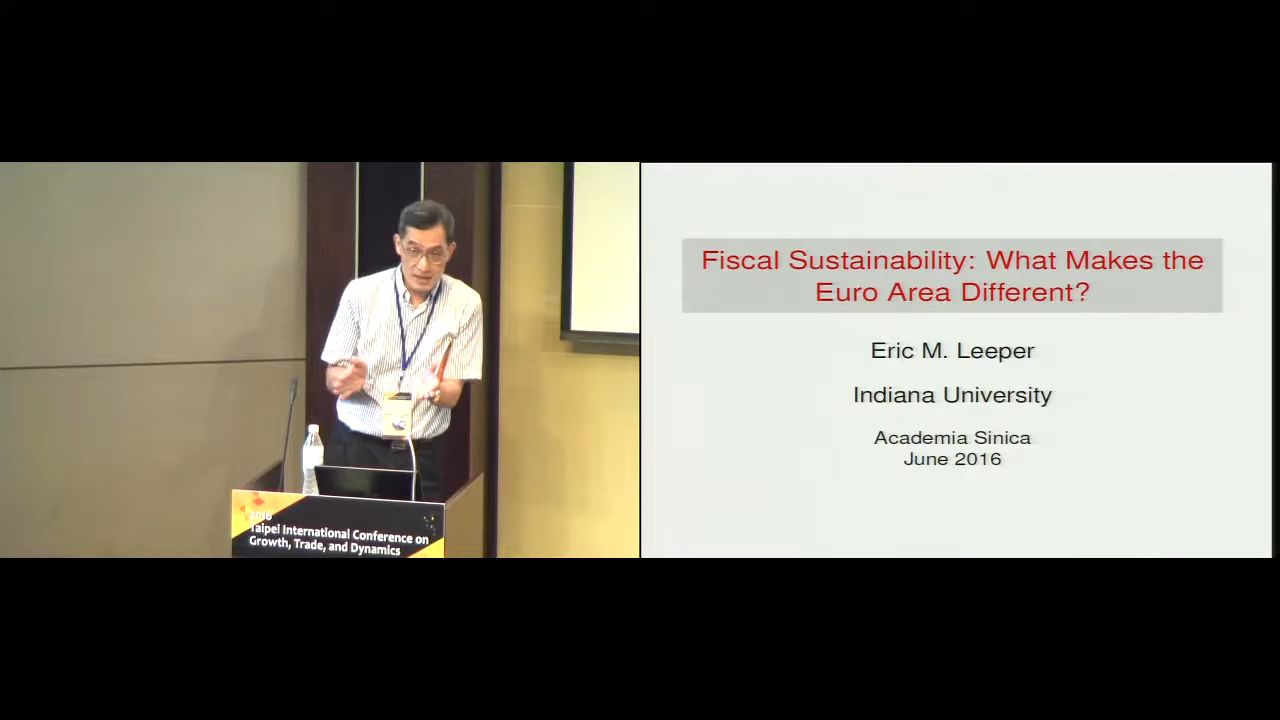 2016
Taipei International Conference on
Growth, Trade, and Dynamics
Fiscal Sustainability: What Makes the
Euro Area Different?
Eric M. Leeper
Indiana University
Academia Sinica
June 2016